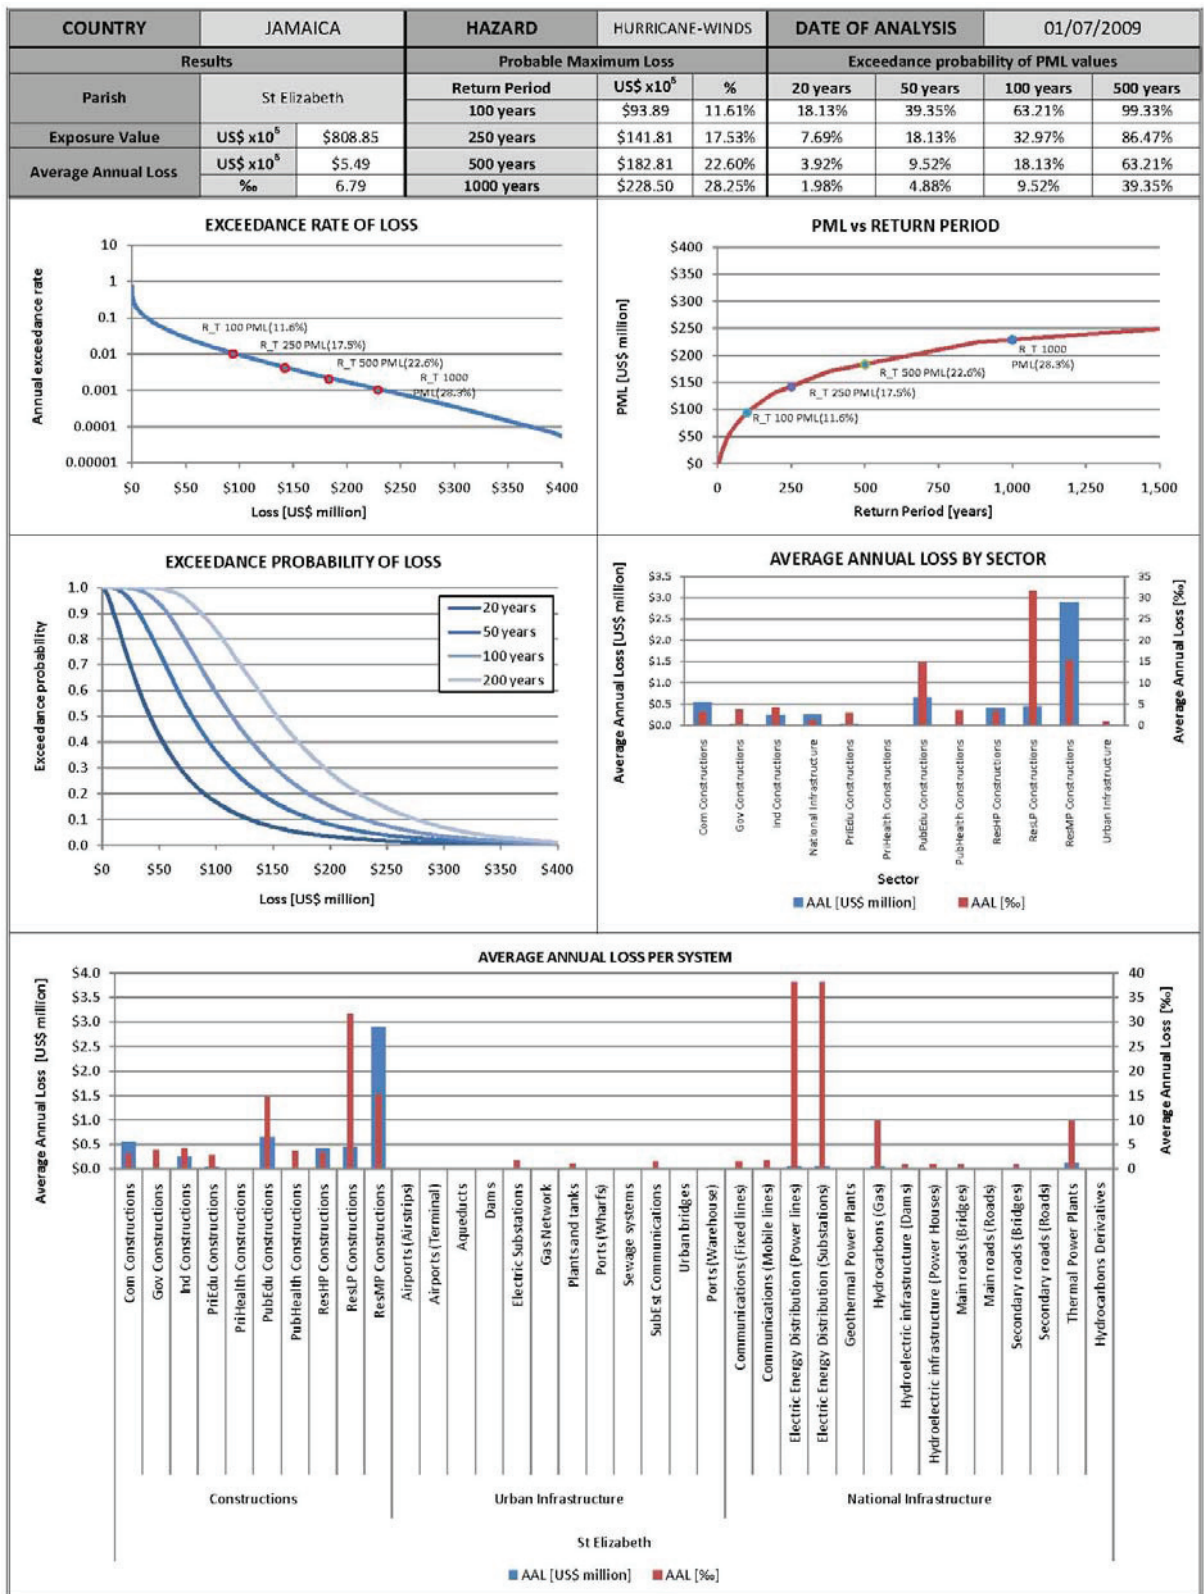 COUNTRY JAMAICA HAZARD HURRICANE-WINDS DATE OF ANALYSIS 01/07/2009
Results Probable Maximum Loss Exceedance probability of PML values
Parish St Elizabeth Return Period US$ x10⁶ % 20 years 50 years 100 years 500 years
100 years $93.89 11.61% 18.13% 39.35% 63.21% 99.33%
Exposure Value US$ x10⁶ $808.85 250 years $141.81 17.53% 7.69% 18.13% 32.97% 86.47%
Average Annual Loss US$ x10⁶ $5.49 500 years $182.81 22.60% 3.92% 9.52% 18.13% 63.21%
‰ 6.79 1000 years $228.50 28.25% 1.98% 4.88% 9.52% 39.35%
EXCEEDANCE RATE OF LOSS
Annual exceedance rate
10
1
0.1
0.01
0.001
0.0001
0.00001
R_T 100 PML(11.6%)
R_T 250 PML(17.5%)
R_T 500 PML(22.6%)
R_T 1000
PML(28.3%)
$0 $50 $100 $150 $200 $250 $300 $350 $400
Loss [US$ million]
PML vs RETURN PERIOD
PML [US$ million]
$400
$350
$300
$250
$200
$150
$100
$50
$0
R_T 1000
PML(28.3%)
R_T 500 PML(22.6%)
R_T 250 PML(17.5%)
R_T 100 PML(11.6%)
0 250 500 750 1,000 1,250 1,500
Return Period [years]
EXCEEDANCE PROBABILITY OF LOSS
Exceedance probability
1.0
0.9
0.8
0.7
0.6
0.5
0.4
0.3
0.2
0.1
0.0
20 years
50 years
100 years
200 years
$0 $50 $100 $150 $200 $250 $300 $350 $400
Loss [US$ million]
AVERAGE ANNUAL LOSS BY SECTOR
Average Annual Loss [US$ million]
$3.5
$3.0
$2.5
$2.0
$1.5
$1.0
$0.5
$0.0
35
30
25
20
15
10
5
0
Average Annual Loss [‰]
Com Constructions
Gov Constructions
Ind Constructions
National Infrastructure
PriEdu Constructions
PriHealth Constructions
PubEdu Constructions
PubHealth Constructions
ResHP Constructions
ResLP Constructions
ResMP Constructions
Urban Infrastructure
Sector
AAL [US$ million] AAL [‰]
AVERAGE ANNUAL LOSS PER SYSTEM
Average Annual Loss [US$ million]
$4.0
$3.5
$3.0
$2.5
$2.0
$1.5
$1.0
$0.5
$0.0
40
35
30
25
20
15
10
5
0
Average Annual Loss [‰]
Com Constructions
Gov Constructions
Ind Constructions
PriEdu Constructions
PriHealth Constructions
PubEdu Constructions
PubHealth Constructions
ResHP Constructions
ResLP Constructions
ResMP Constructions
Airports (Airstrips)
Airports (Terminal)
Aqueducts
Dams
Electric Substations
Gas Network
Plants and tanks
Ports (Wharfs)
Sewage systems
SubEst Communications
Urban bridges
Ports (Warehouse)
Communications (Fixed lines)
Communications (Mobile lines)
Electric Energy Distribution (Power lines)
Electric Energy Distribution (Substations)
Geothermal Power Plants
Hydrocarbons (Gas)
Hydroelectric infrastructure (Dams)
Hydroelectric infrastructure (Power Houses)
Main roads (Bridges)
Main roads (Roads)
Secondary roads (Bridges)
Secondary roads (Roads)
Thermal Power Plants
Hydrocarbons Derivatives
Constructions Urban Infrastructure National Infrastructure
St Elizabeth
AAL [US$ million] AAL [‰]